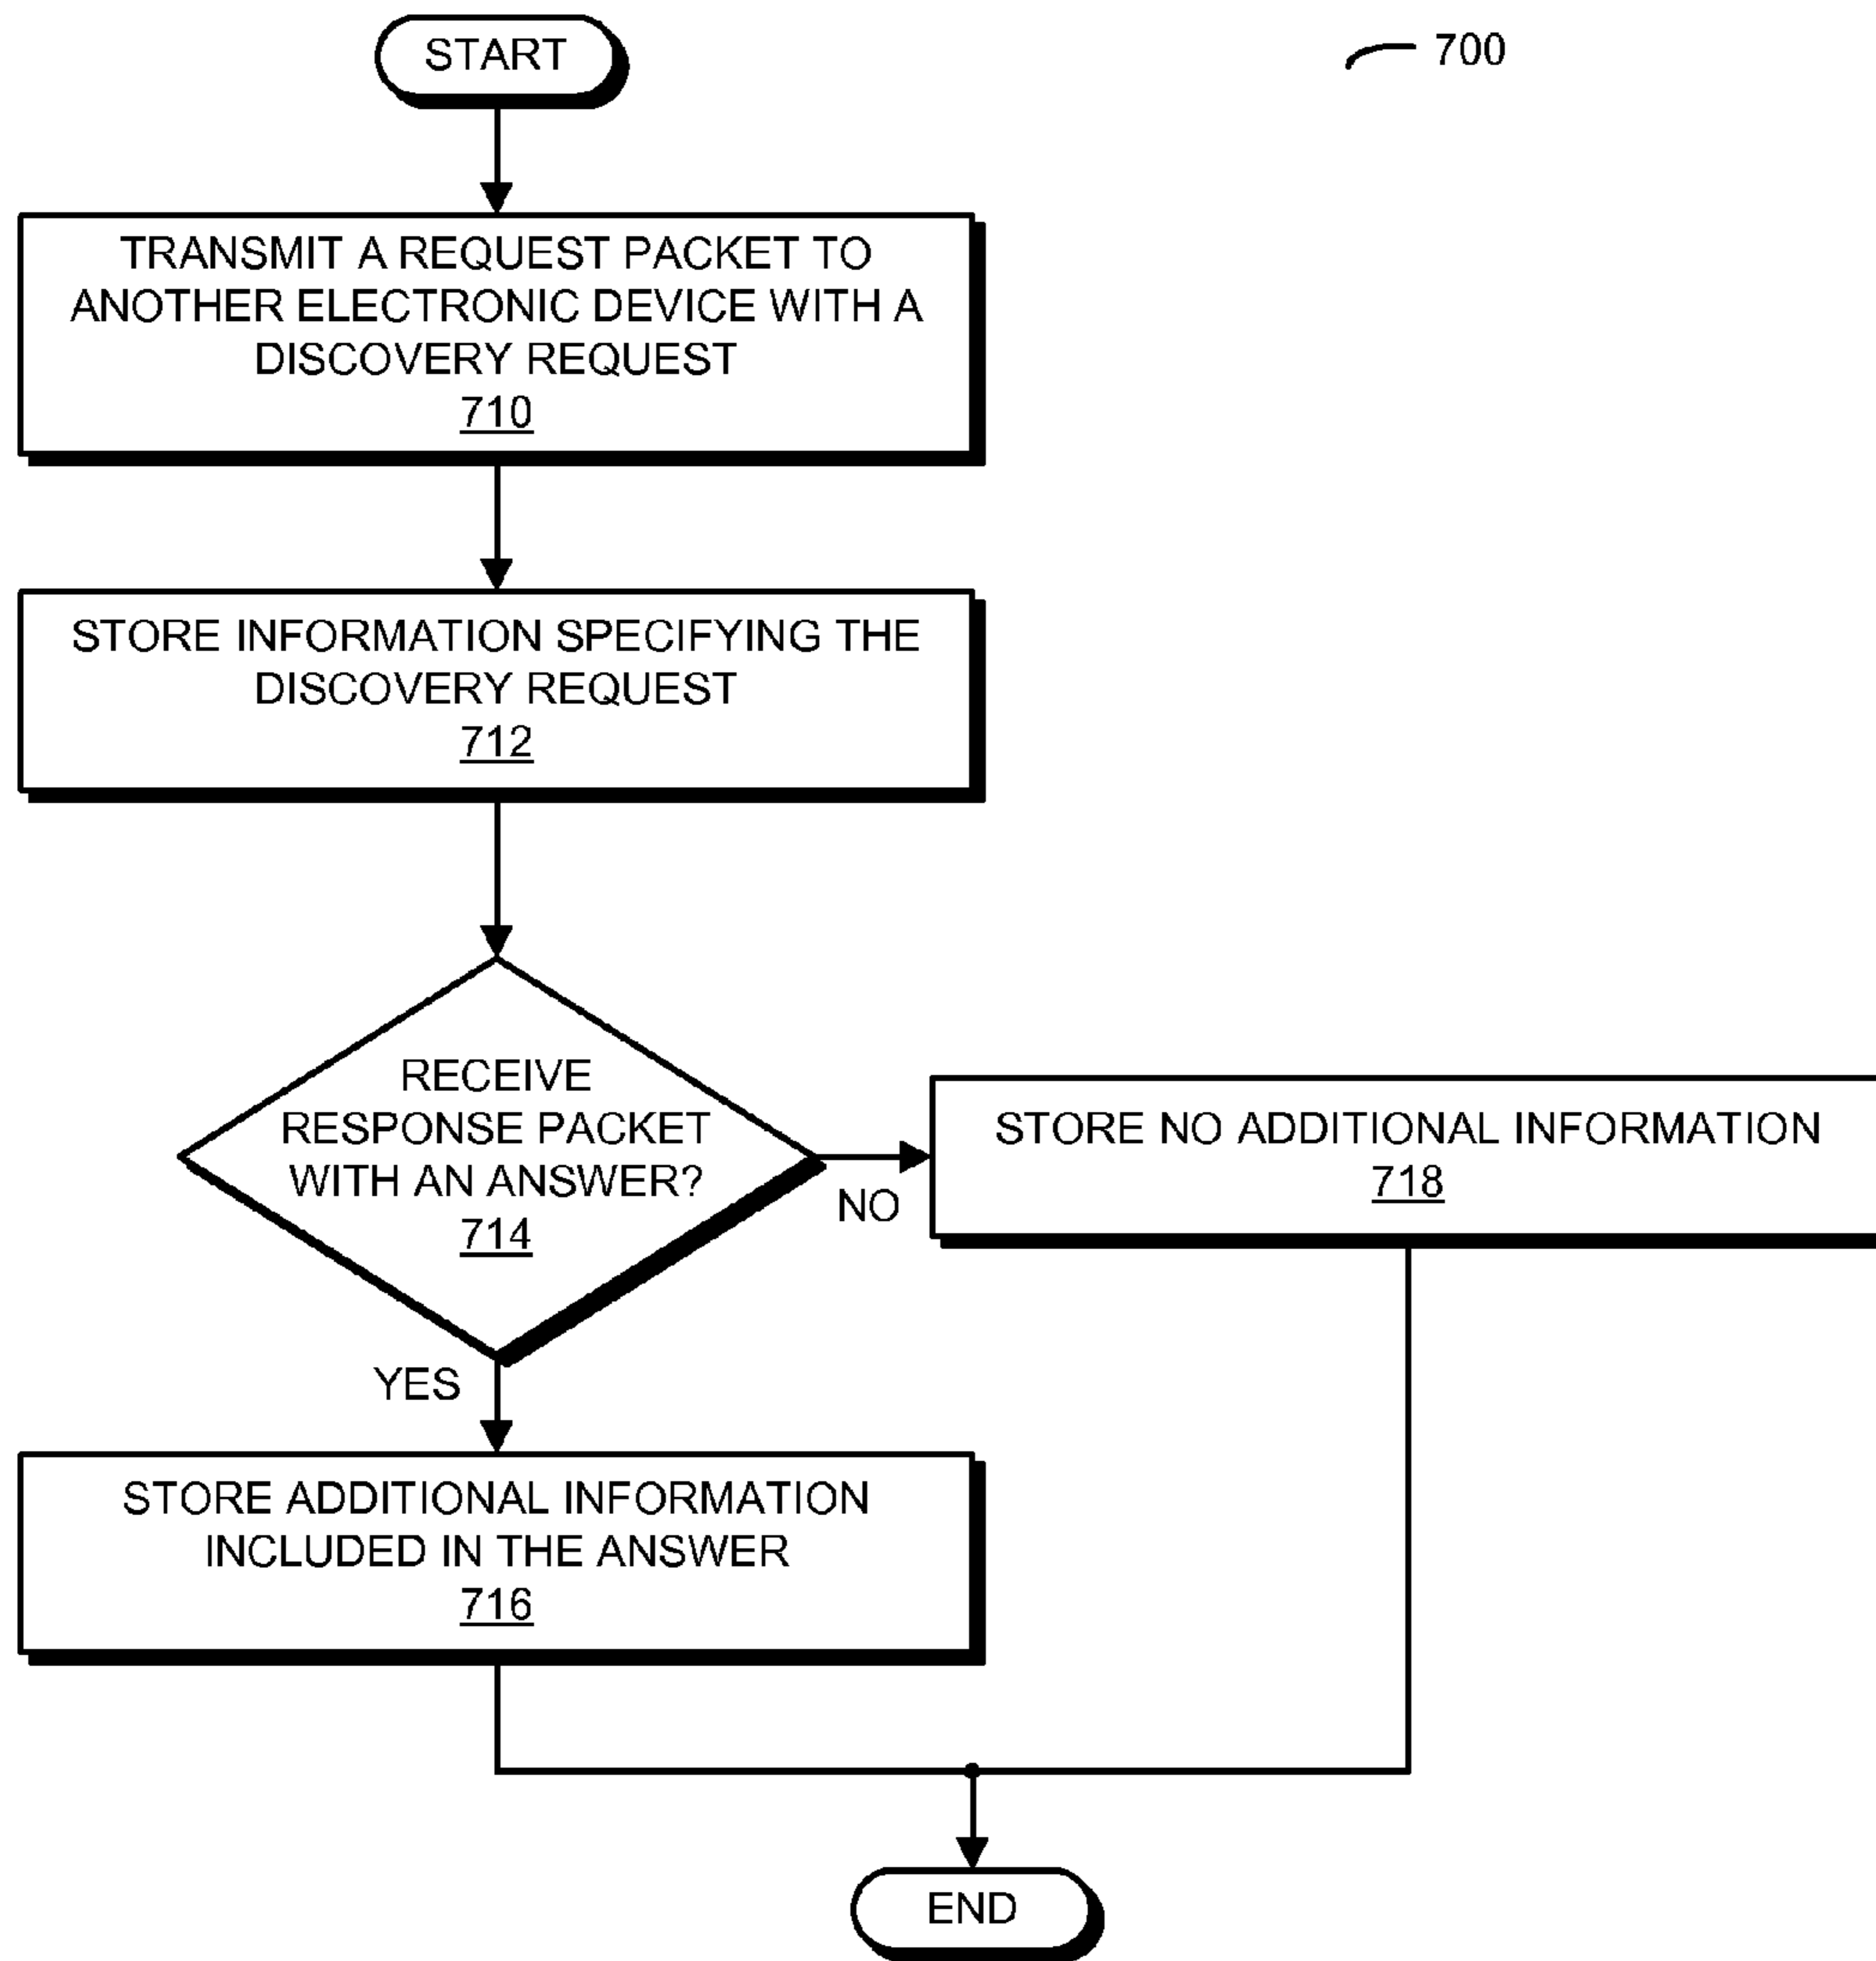 START
700
TRANSMIT A REQUEST PACKET TO
ANOTHER ELECTRONIC DEVICE WITH A
DISCOVERY REQUEST
710
STORE INFORMATION SPECIFYING THE
DISCOVERY REQUEST
712
RECEIVE
RESPONSE PACKET
WITH AN ANSWER?
714
NO
STORE NO ADDITIONAL INFORMATION
718
YES
STORE ADDITIONAL INFORMATION
INCLUDED IN THE ANSWER
716
END